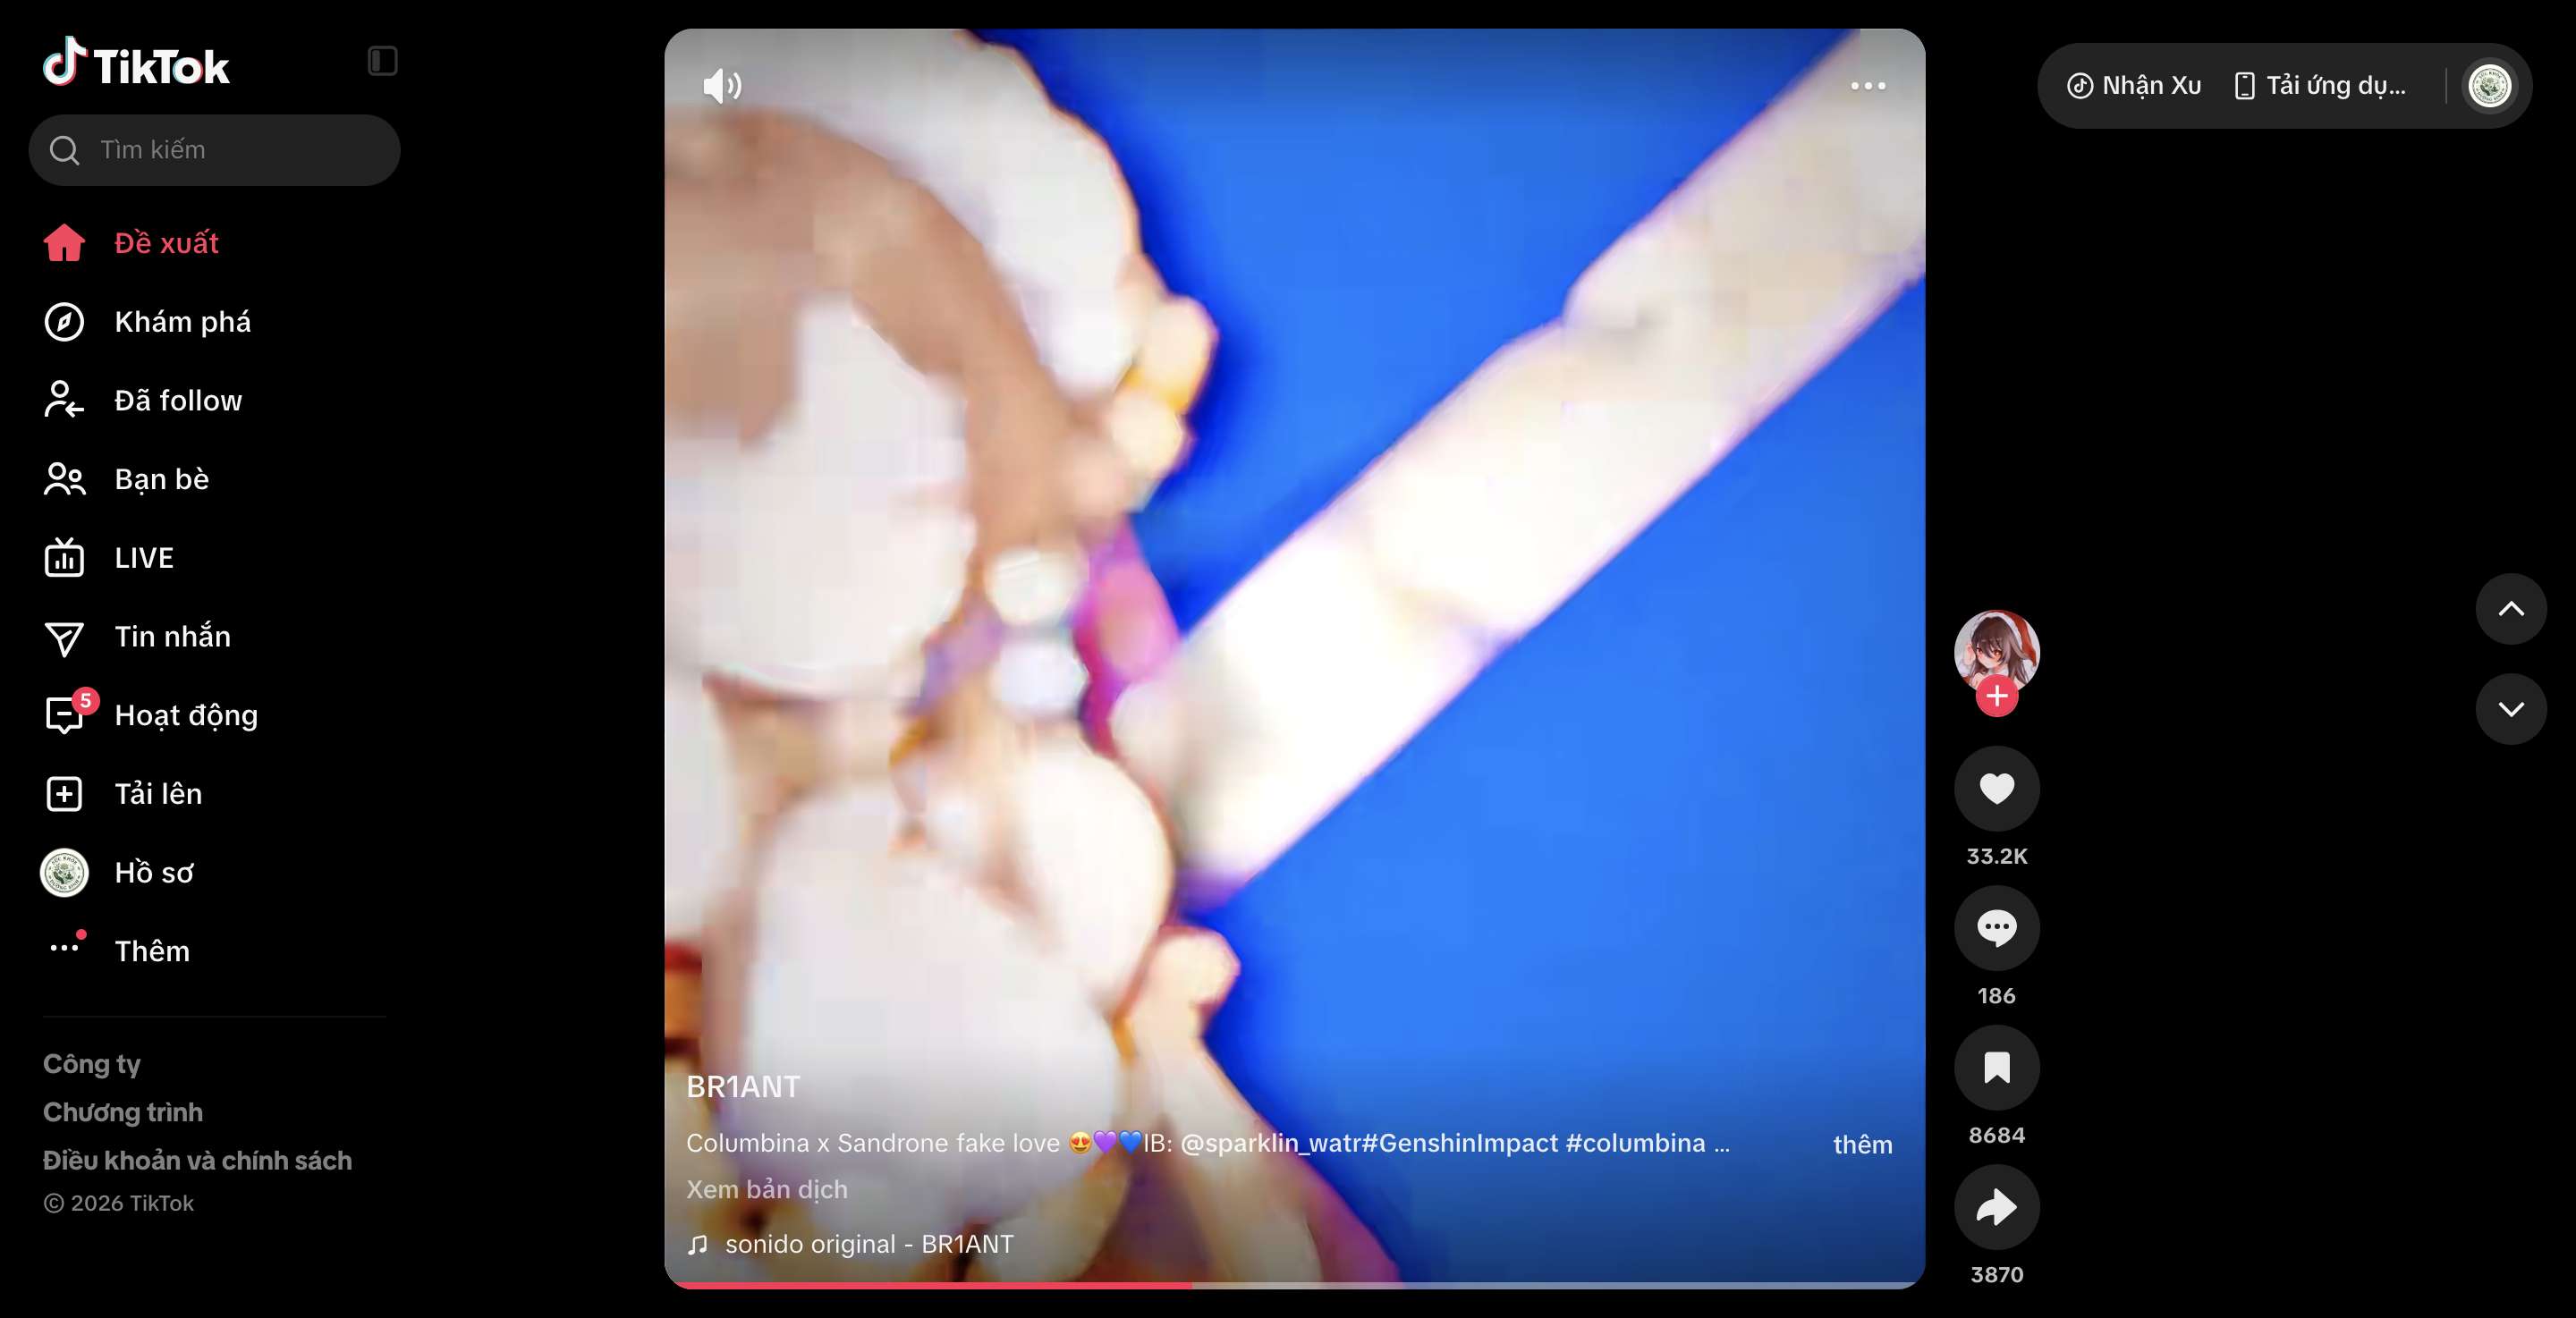 TikTok
Tìm kiếm
Đề xuất
Khám phá
Đã follow
Bạn bè
LIVE
Tin nhắn
5
Hoạt động
Tải lên
Hồ sơ
Thêm
Công ty
Chương trình
Điều khoản và chính sách
© 2026 TikTok
BR1ANT
Columbina x Sandrone fake love 😍💜💙IB: @sparklin_watr#GenshinImpact #columbina ...
thêm
Xem bản dịch
sonido original - BR1ANT
Nhận Xu
Tải ứng dụ...
33.2K
186
8684
3870